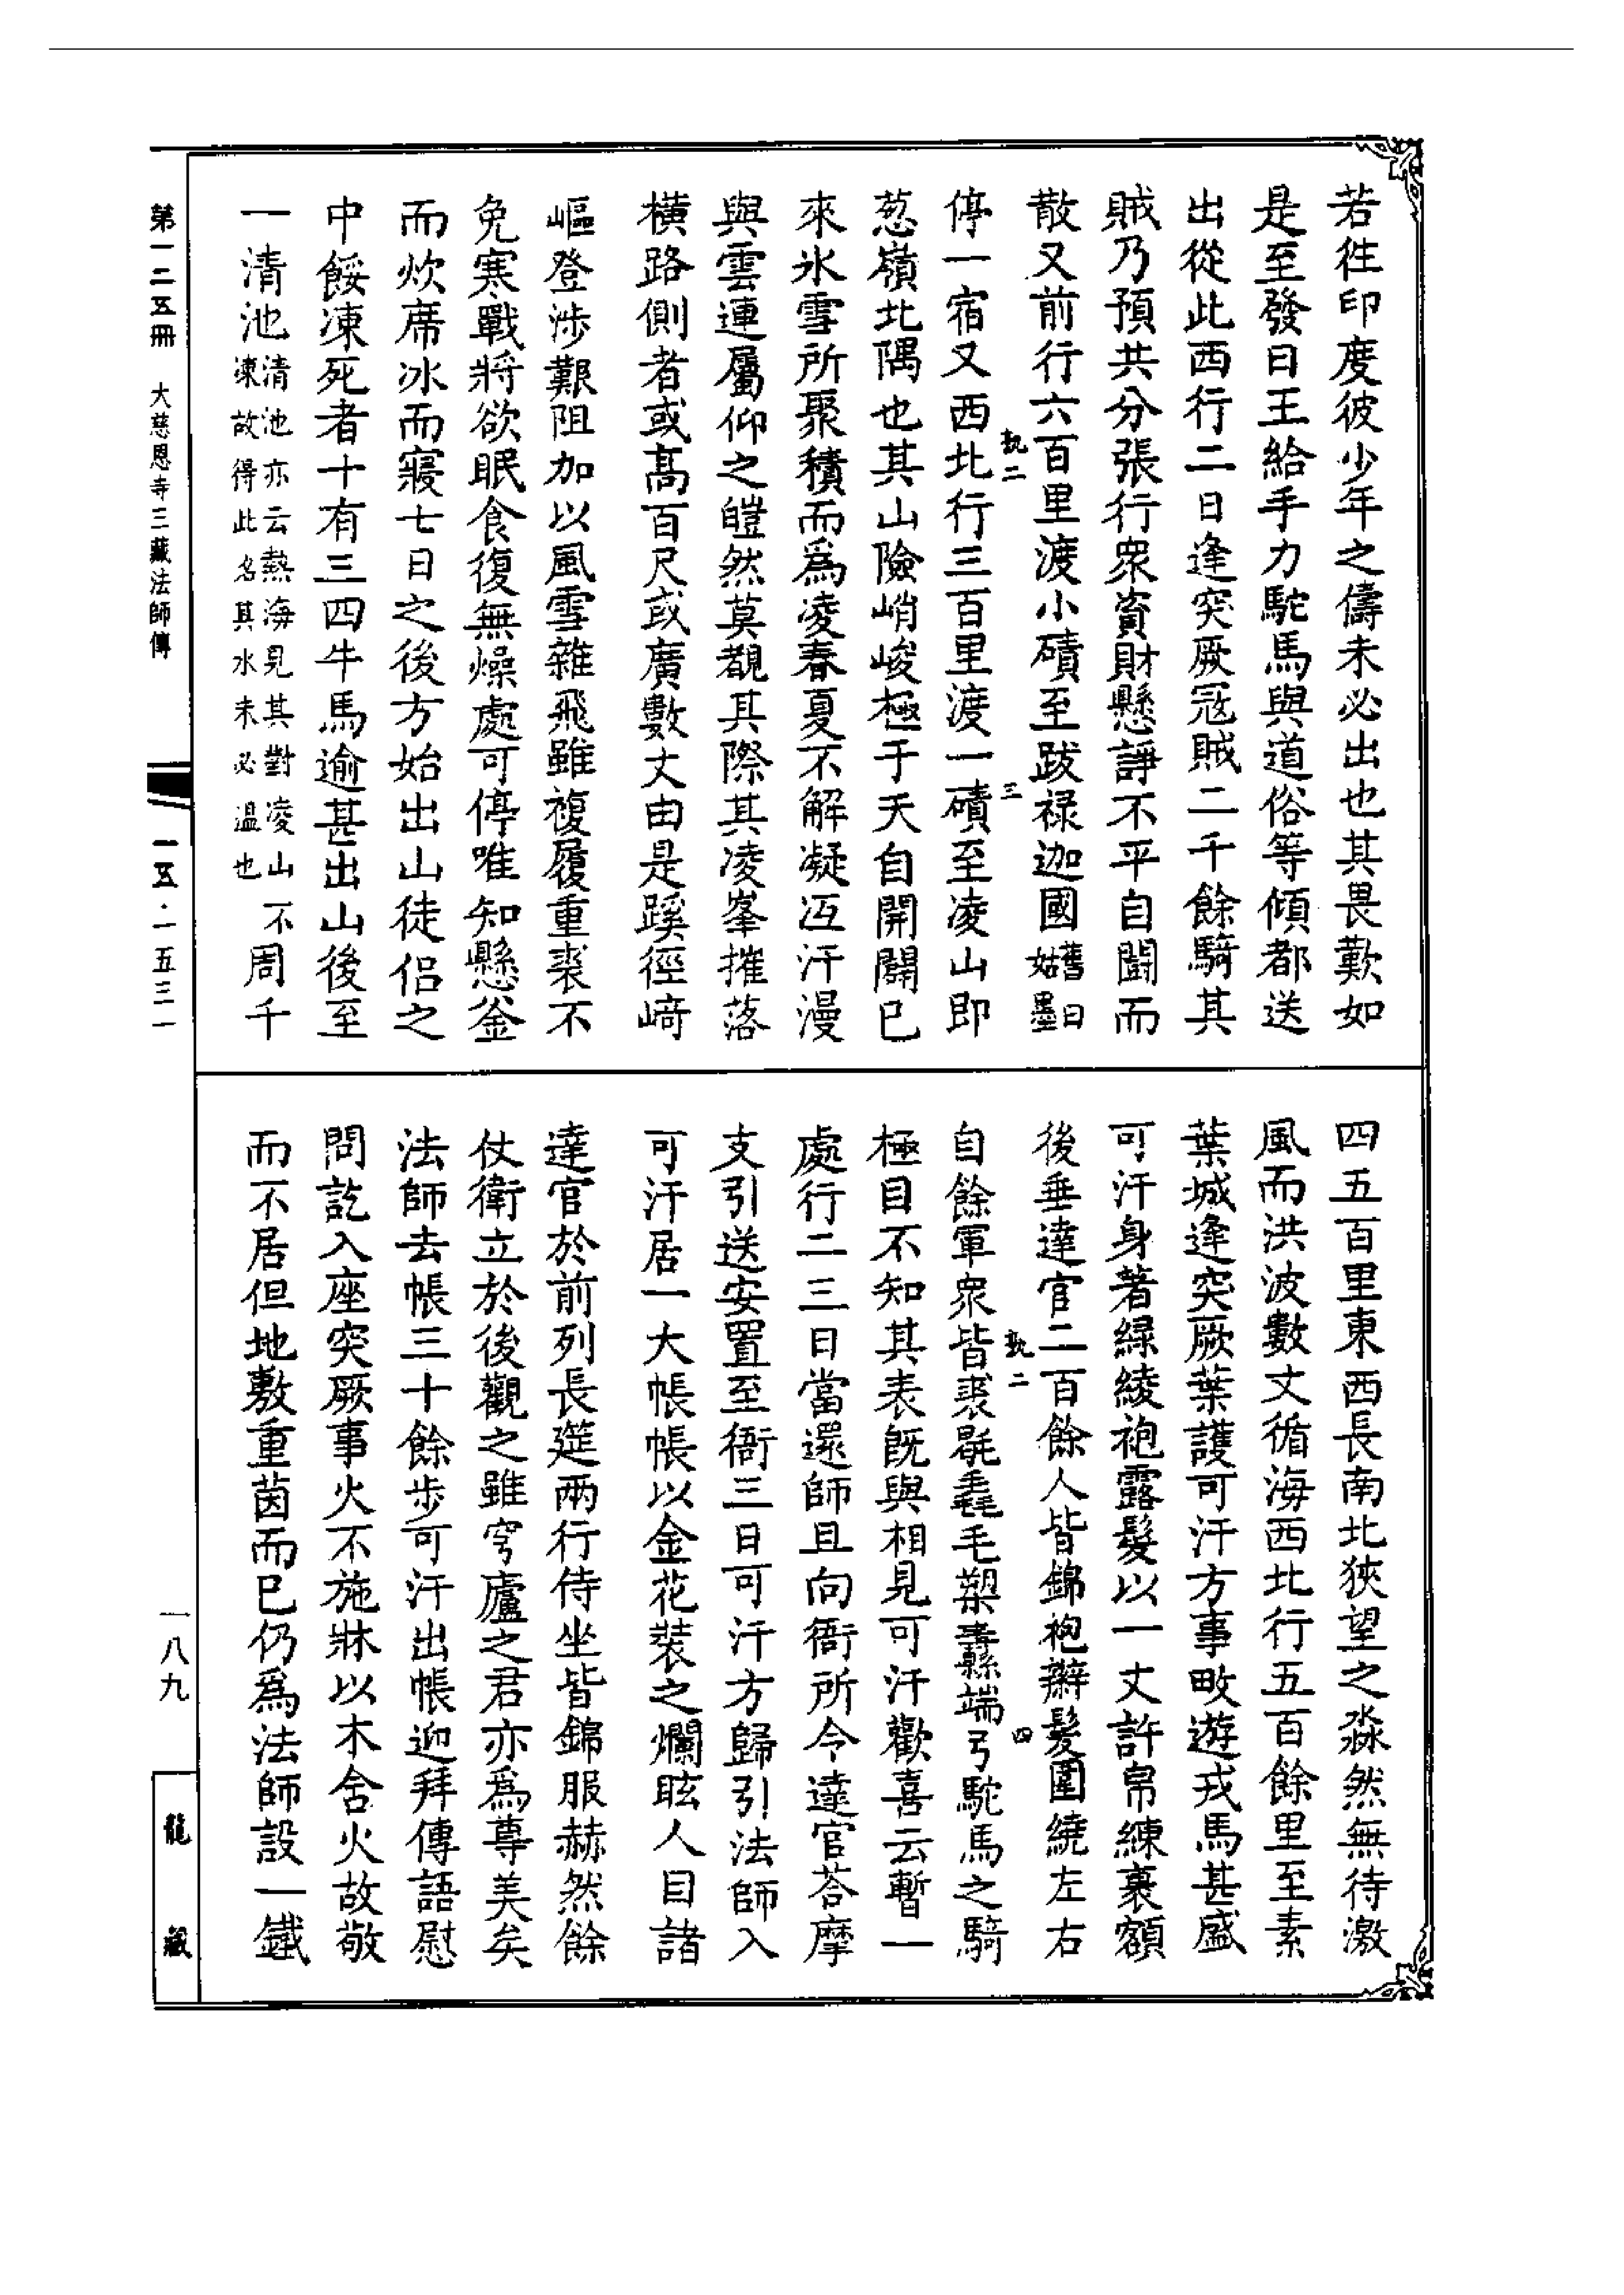 若徃印度彼少年之儔未必出也其畏歎如
是至發日王給手力駝馬與道俗等傾都送
出從此西行二日逢突厥冦賊二千餘騎其
賊乃預共分張行衆資財懸諍不平自鬪而
散又前行六百里渡小磧至跋禄迦國舊曰姑墨
停一宿又西北行三百里渡一磧至凌山即
葱嶺北隅也其山險峭峻極于天自開闢已
來氷雪所聚積而爲凌春夏不解凝沍汗漫
與雲連屬仰之皚然莫覩其際其凌峯摧落
横路側者或髙百尺或廣數丈由是蹊徑崎
嶇登涉艱阻加以風雪雜飛雖複履重裘不
免寒戰將欲眠食復無燥處可停唯知懸釜
而炊席冰而寢七日之後方始出山徒侣之
中餒凍死者十有三四牛馬逾甚出山後至
一清池清池亦云熱海見其對凌山不凍故得此名其水未必温也周千
執二
三
第一二五冊 大慈恩寺三藏法師傳
一五·一五三一
四五百里東西長南北狹望之淼然無待激
風而洪波數丈循海西北行五百餘里至素
葉城逢突厥葉護可汗方事畋遊戎馬甚盛
可汗身著緑綾袍露髮以一丈許帛練裹額
後垂達官二百餘人皆錦袍辮髮圍繞左右
自餘軍衆皆裘毼毳毛槊纛端弓駝馬之騎
極目不知其表既與相見可汗歡喜云暫一
處行二三日當還師且向衙所令達官荅摩
支引送安置至衙三日可汗方歸引法師入
可汗居一大帳帳以金花裝之爛眩人目諸
達官於前列長筵兩行侍坐皆錦服赫然餘
仗衛立於後觀之雖穹廬之君亦爲尊美矣
法師去帳三十餘步可汗出帳迎拜傳語慰
問訖入座突厥事火不施牀以木含火故敬
而不居但地敷重茵而已仍爲法師設一鐵
執二
四
一八九
龍藏